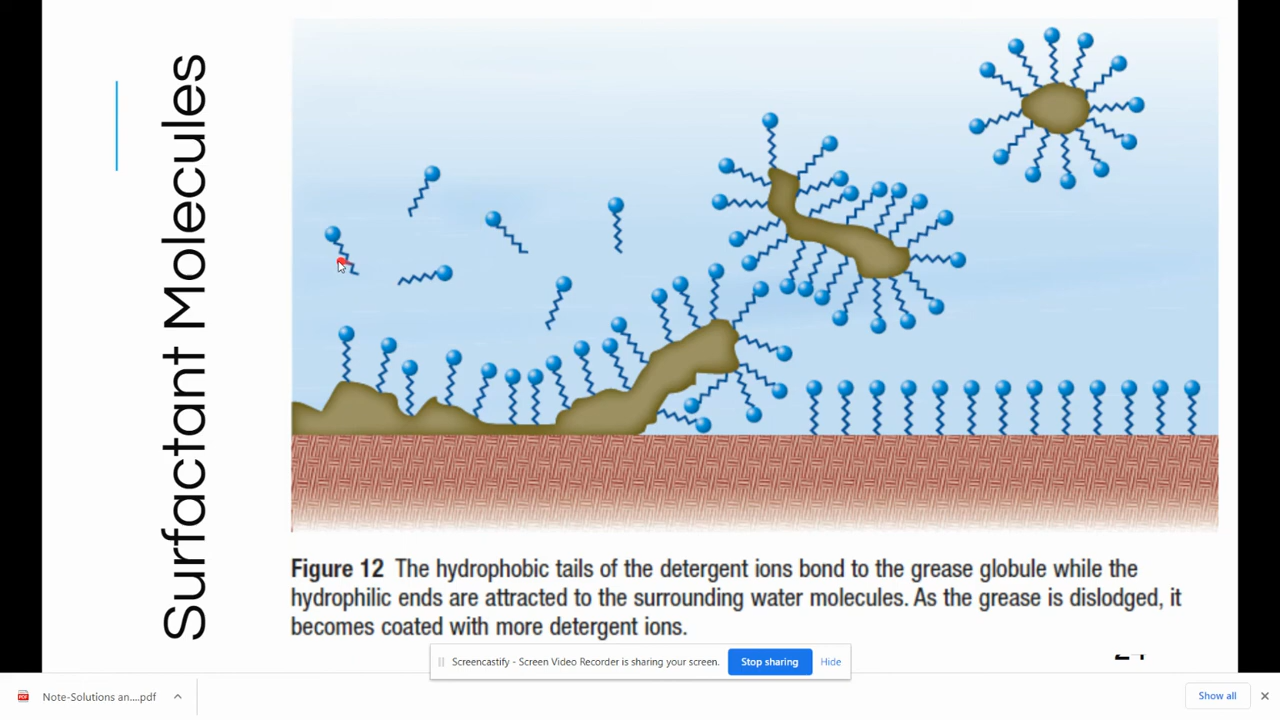 Surfactant Molecules
Figure 12 The hydrophobic tails of the detergent ions bond to the grease globule while the
hydrophilic ends are attracted to the surrounding water molecules. As the grease is dislodged, it
becomes coated with more detergent ions.
Screencastify - Screen Video Recorder is sharing your screen.
Stop sharing
Hide
Note-Solutions an....pdf
Show all